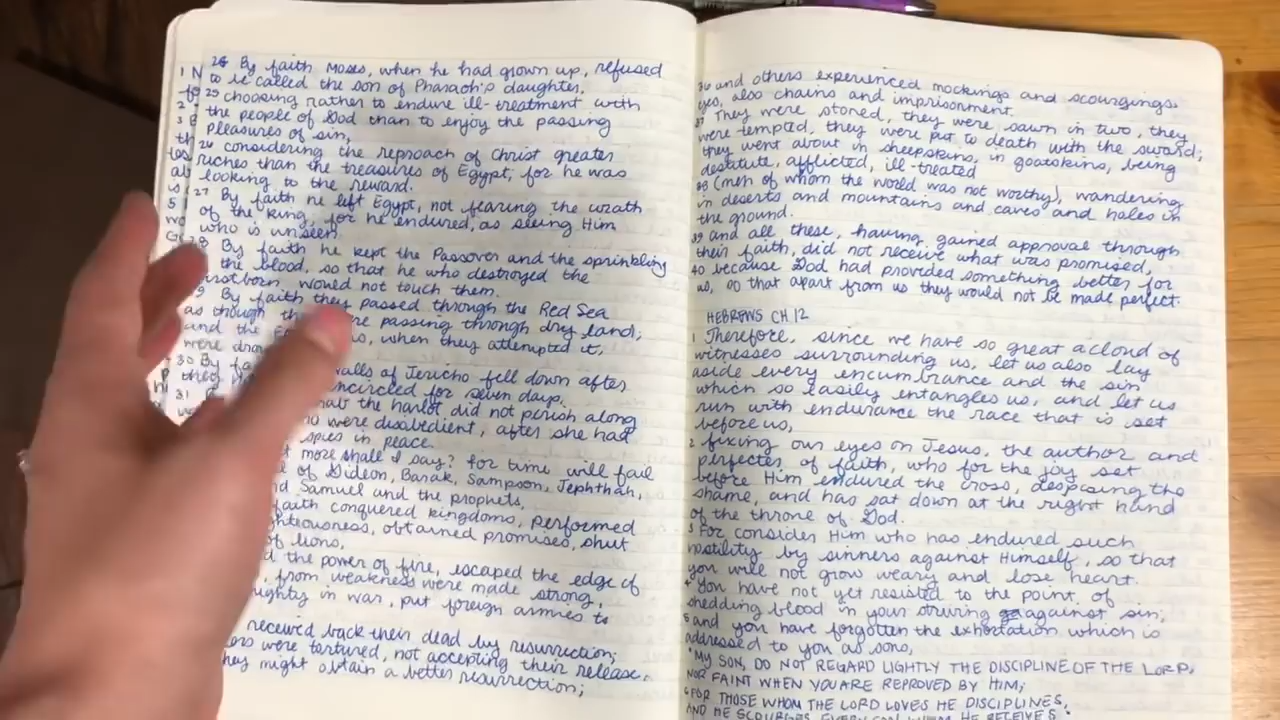 1 N
24 By faith Moses, when he had grown up, refused
to be called the son of Pharaoh's daughter,
25 choosing rather to endure ill-treatment with
the people of God than to enjoy the passing
pleasures of sin,
26 considering the reproach of Christ greater
riches than the treasures of Egypt; for he was
looking to the reward.
27 By faith he left Egypt, not fearing the wrath
of the king; for he endured, as seeing Him
who is unseen
28 By faith he kept the Passover and the sprinkling
the blood, so that he who destroyed the
firstborn, would not touch them.
By faith they passed through the Red Sea
as though passing through dry land;
and the when they attempted it,
were
30 By
they walls of Jericho fell down after
encircled for seven days.
31 the harlot did not perish along
were disobedient, after she had
spies in peace.
more shall I say? for time will fail
of Gideon, Barak, Sampson, Jephthah,
Samuel and the prophets,
faith conquered kingdoms, performed
obtained promises, shut
of lions,
the power of fire, escaped the edge of
from weakness were made strong,
in war, put foreign armies to
received back their dead by resurrection;
were tortured, not accepting their release,
they might obtain a better resurrection;
36 and others experienced mockings and scourgings
yes, also chains and imprisonment.
37 They were stoned, they were sawn in two, they
were tempted, they were put to death with the sword;
they went about in sheepskins, in goatskins, being
destitute, afflicted, ill-treated
38 (men of whom the world was not worthy), wandering
in deserts and mountains and caves and holes in
the ground.
39 and all these, having gained approval through
their faith, did not receive what was promised,
40 because God had provided something better for
us, so that apart from us they would not be made perfect.
HEBREWS CH.12
1 Therefore, since we have so great a cloud of
witnesses surrounding us, let us also lay
aside every encumbrance and the sin
which so easily entangles us, and let us
run with endurance the race that is set
before us,
2 fixing our eyes on Jesus, the author and
perfecter of faith, who for the joy set
before Him endured the cross, despising the
shame, and has sat down at the right hand
of the throne of God.
3 For consider Him who has endured such
hostility by sinners against Himself, so that
you will not grow weary and lose heart.
4 You have not yet resisted to the point, of
shedding blood in your striving against sin;
5 and you have forgotten the exhortation which is
addressed to you as sons,
"MY SON, DO NOT REGARD LIGHTLY THE DISCIPLINE OF THE LORD,
NOR FAINT WHEN YOU ARE REPROVED BY HIM;
6 FOR THOSE WHOM THE LORD LOVES HE DISCIPLINES,
AND HE SCOURGES EVERY SON WHOM HE RECEIVES."